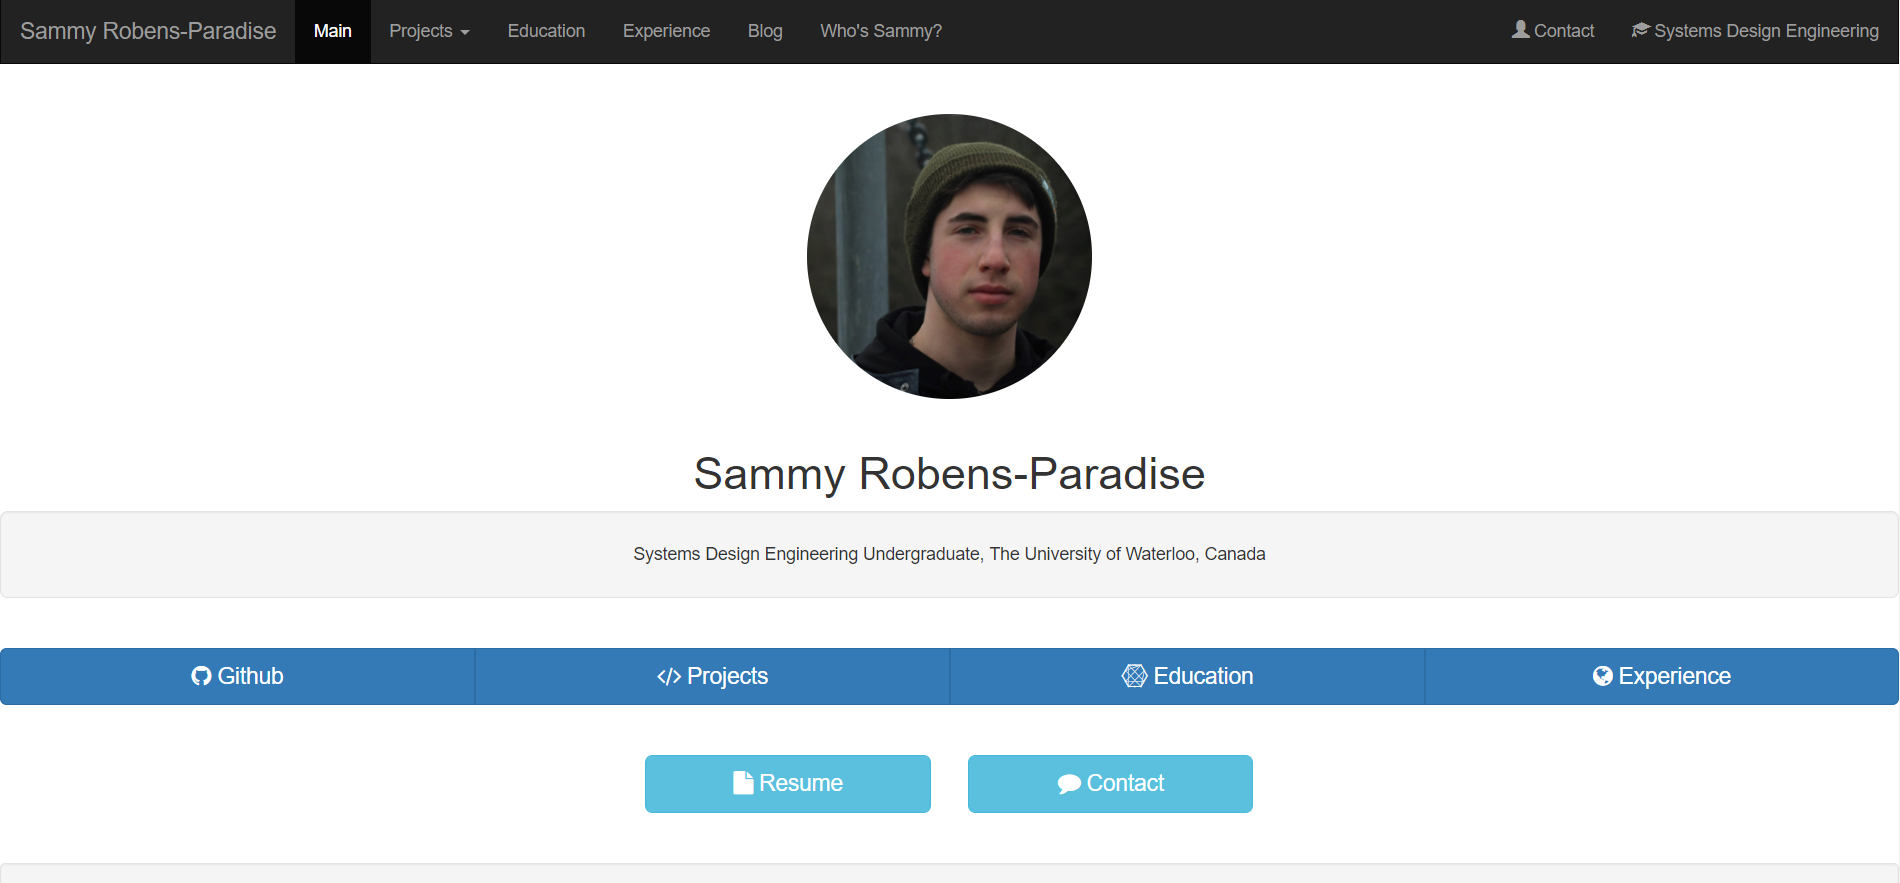 Sammy Robens-Paradise Main Projects Education Experience Blog Who's Sammy? Contact Systems Design Engineering
Sammy Robens-Paradise
Systems Design Engineering Undergraduate, The University of Waterloo, Canada
Github Projects Education Experience
Resume Contact